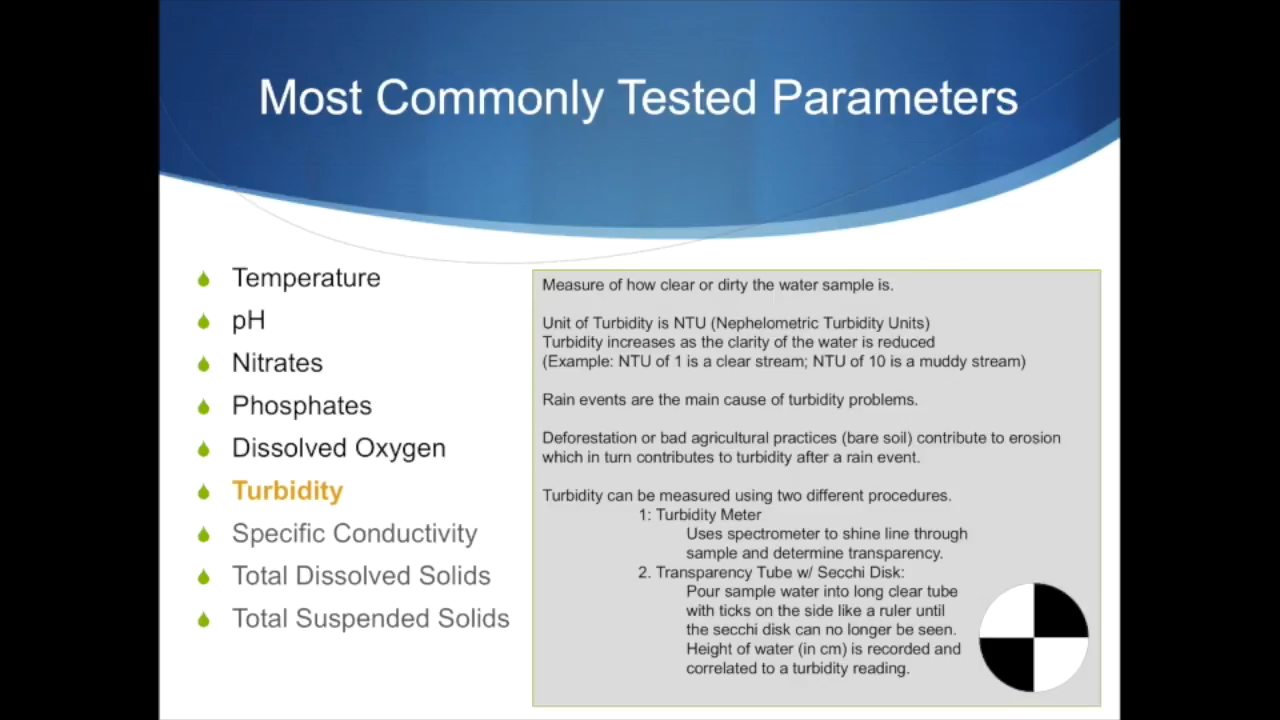 Most Commonly Tested Parameters
Temperature
pH
Nitrates
Phosphates
Dissolved Oxygen
Turbidity
Specific Conductivity
Total Dissolved Solids
Total Suspended Solids
Measure of how clear or dirty the water sample is.
Unit of Turbidity is NTU (Nephelometric Turbidity Units)
Turbidity increases as the clarity of the water is reduced
(Example: NTU of 1 is a clear stream; NTU of 10 is a muddy stream)
Rain events are the main cause of turbidity problems.
Deforestation or bad agricultural practices (bare soil) contribute to erosion
which in turn contributes to turbidity after a rain event.
Turbidity can be measured using two different procedures.
1: Turbidity Meter
Uses spectrometer to shine line through
sample and determine transparency.
2. Transparency Tube w/ Secchi Disk:
Pour sample water into long clear tube
with ticks on the side like a ruler until
the secchi disk can no longer be seen.
Height of water (in cm) is recorded and
correlated to a turbidity reading.